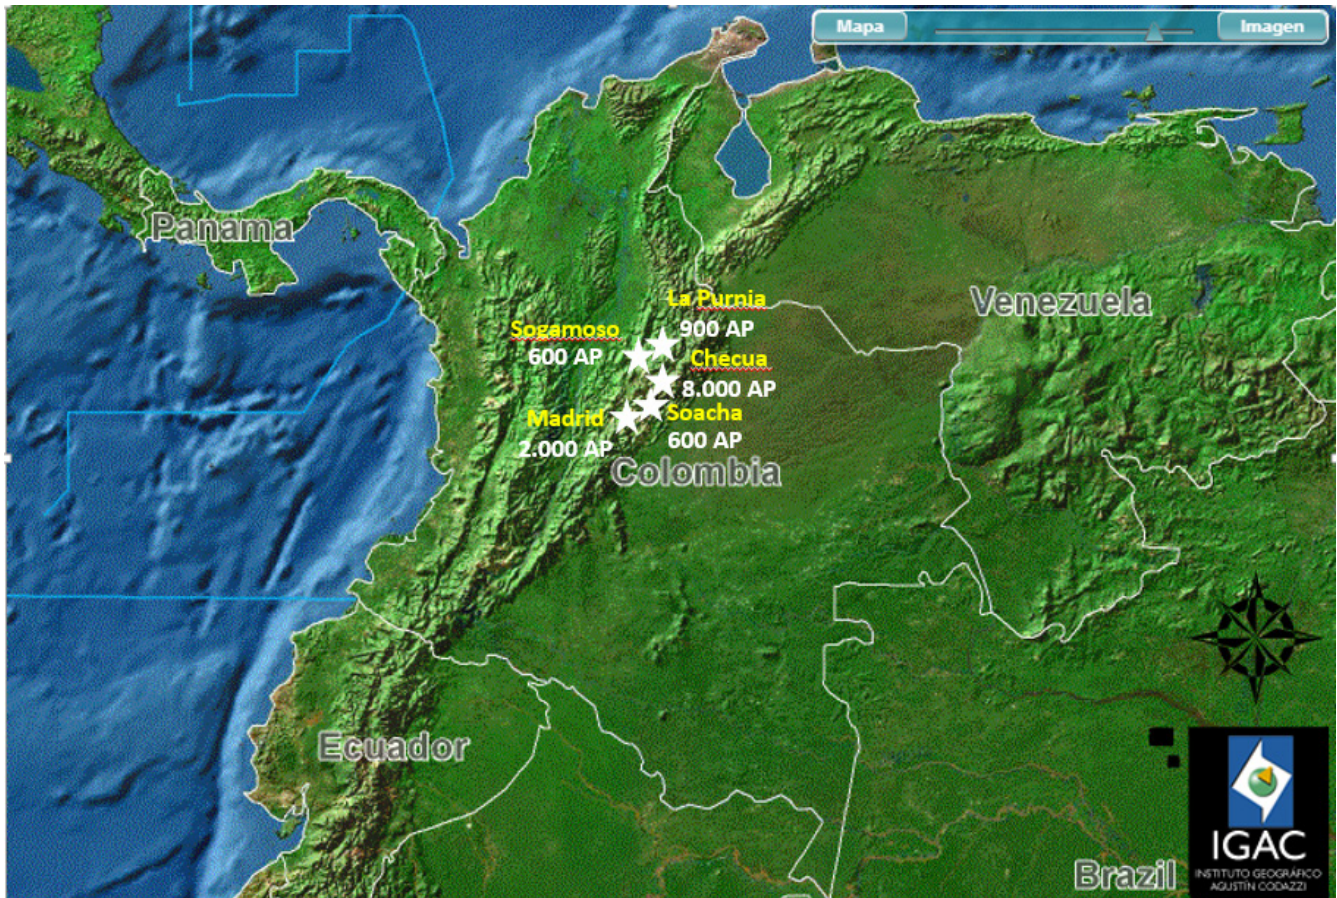 Mapa
Imagen
Panama
Venezuela
La Purnia
900 AP
Sogamoso
600 AP
Checua
8.000 AP
Madrid
2.000 AP
Soacha
600 AP
Colombia
Ecuador
Brazil
IGAC
INSTITUTO GEOGRÁFICO
AGUSTÍN CODAZZI